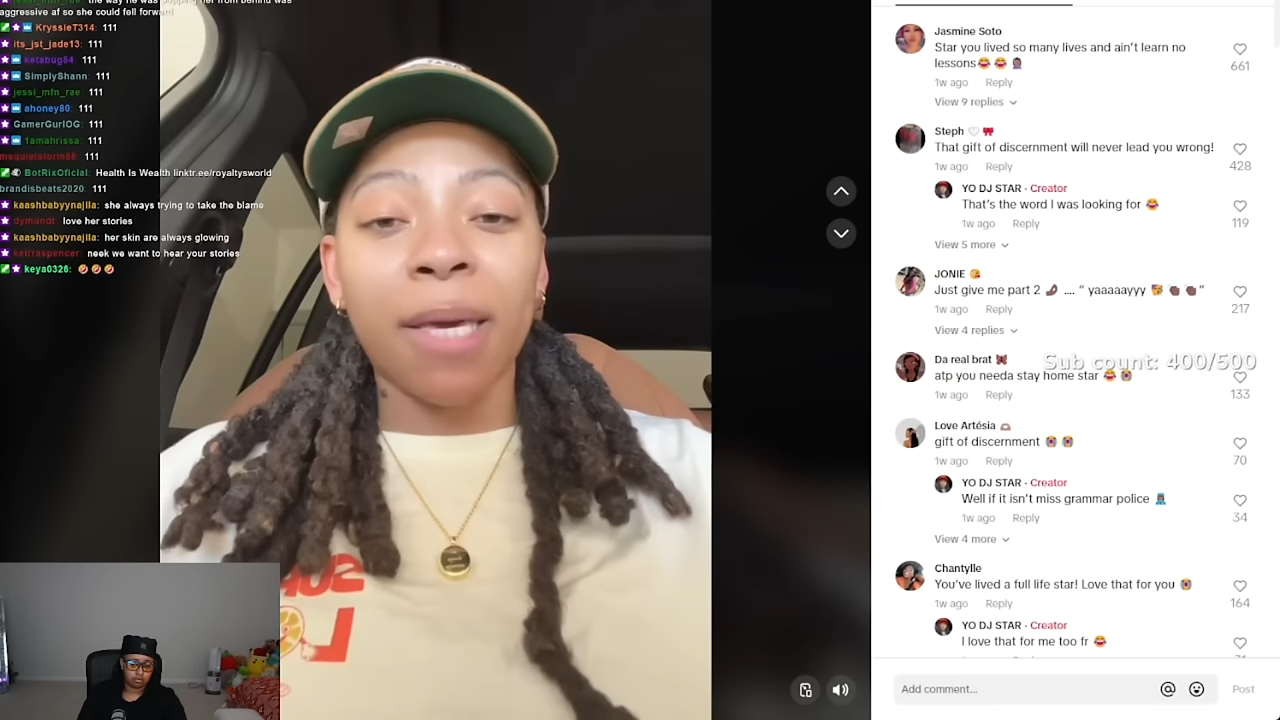 aggressive af so she could fell forward
KryssieT314: 111
its_jst_jade13: 111
ketabug84: 111
SimplyShann: 111
jessi_mfn_rae: 111
ahoney80: 111
GamerGurlOG: 111
1amahrissa: 111
maquietstorm86: 111
BotRixOficial: Health Is Wealth linktr.ee/royaltysworld
brandisbeats2020: 111
kaashbabyynajlla: she always trying to take the blame
dymundt: love her stories
kaashbabyynajlla: her skin are always glowing
keirraspencer: neek we want to hear your stories
keya0326:
Jasmine Soto
Star you lived so many lives and ain't learn no
lessons😂😂
661
1w ago Reply
View 9 replies
Steph 🤍 🎀
That gift of discernment will never lead you wrong!
428
1w ago Reply
YO DJ STAR · Creator
That's the word I was looking for 😂
119
1w ago Reply
View 5 more
JONIE 😘
Just give me part 2 .... “ yaaaaayyy ”
217
1w ago Reply
View 4 replies
Da real brat
Sub count: 400/500
atp you needa stay home star 😂😭
133
1w ago Reply
Love Artésia
gift of discernment 😭 😭
70
1w ago Reply
YO DJ STAR · Creator
Well if it isn't miss grammar police
34
1w ago Reply
View 4 more
Chantylle
You've lived a full life star! Love that for you 😭
164
1w ago Reply
YO DJ STAR · Creator
I love that for me too fr 😂
Add comment...
@
Post